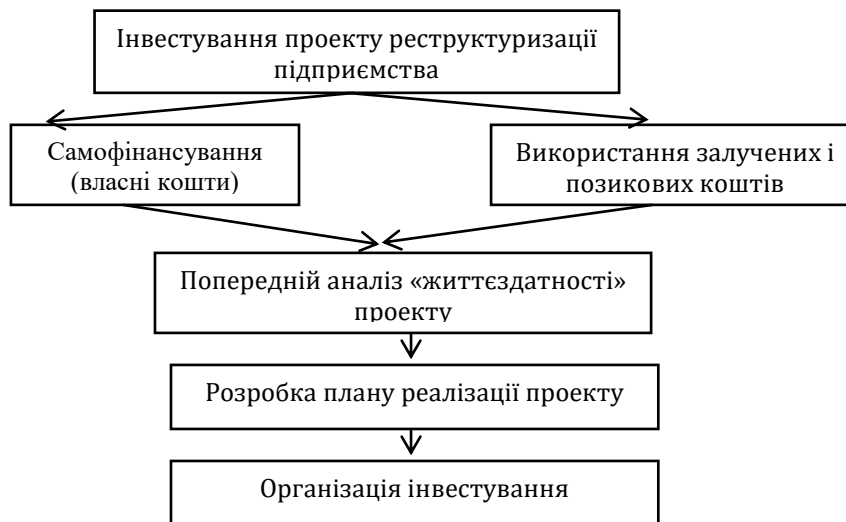 Інвестування проекту реструктуризації
підприємства
Самофінансування
(власні кошти)
Використання залучених і
позикових коштів
Попередній аналіз «життєздатності»
проекту
Розробка плану реалізації проекту
Організація інвестування